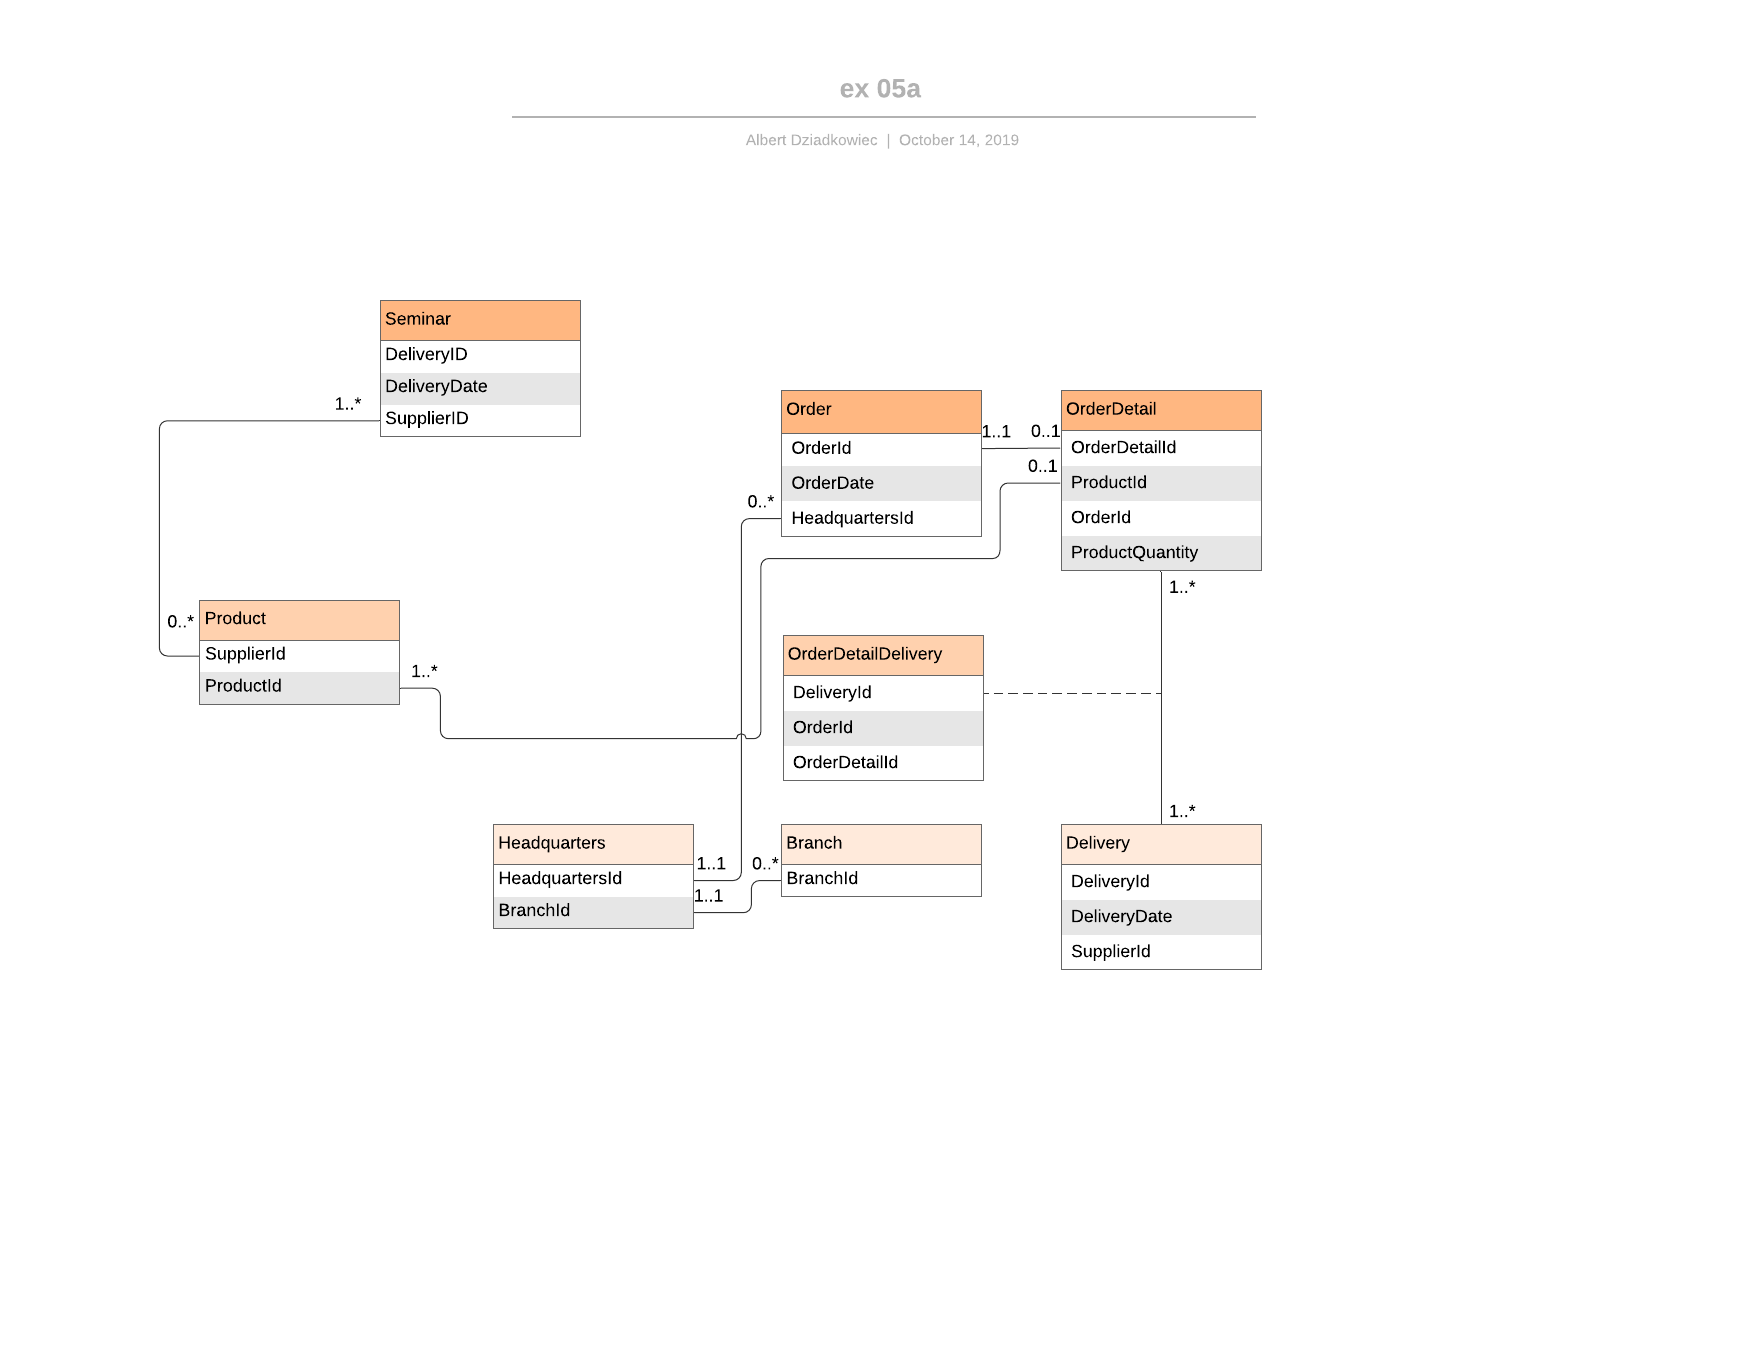 ex 05a
Albert Dziadkowiec | October 14, 2019
Seminar
DeliveryID
DeliveryDate
SupplierID
1..*
0..*
Product
SupplierId
ProductId
1..*
Order
OrderId
OrderDate
HeadquartersId
1..1
0..1
0..1
0..*
OrderDetail
OrderDetailId
ProductId
OrderId
ProductQuantity
1..*
OrderDetailDelivery
DeliveryId
OrderId
OrderDetailId
1..*
Headquarters
HeadquartersId
BranchId
1..1
1..1
0..*
Branch
BranchId
Delivery
DeliveryId
DeliveryDate
SupplierId